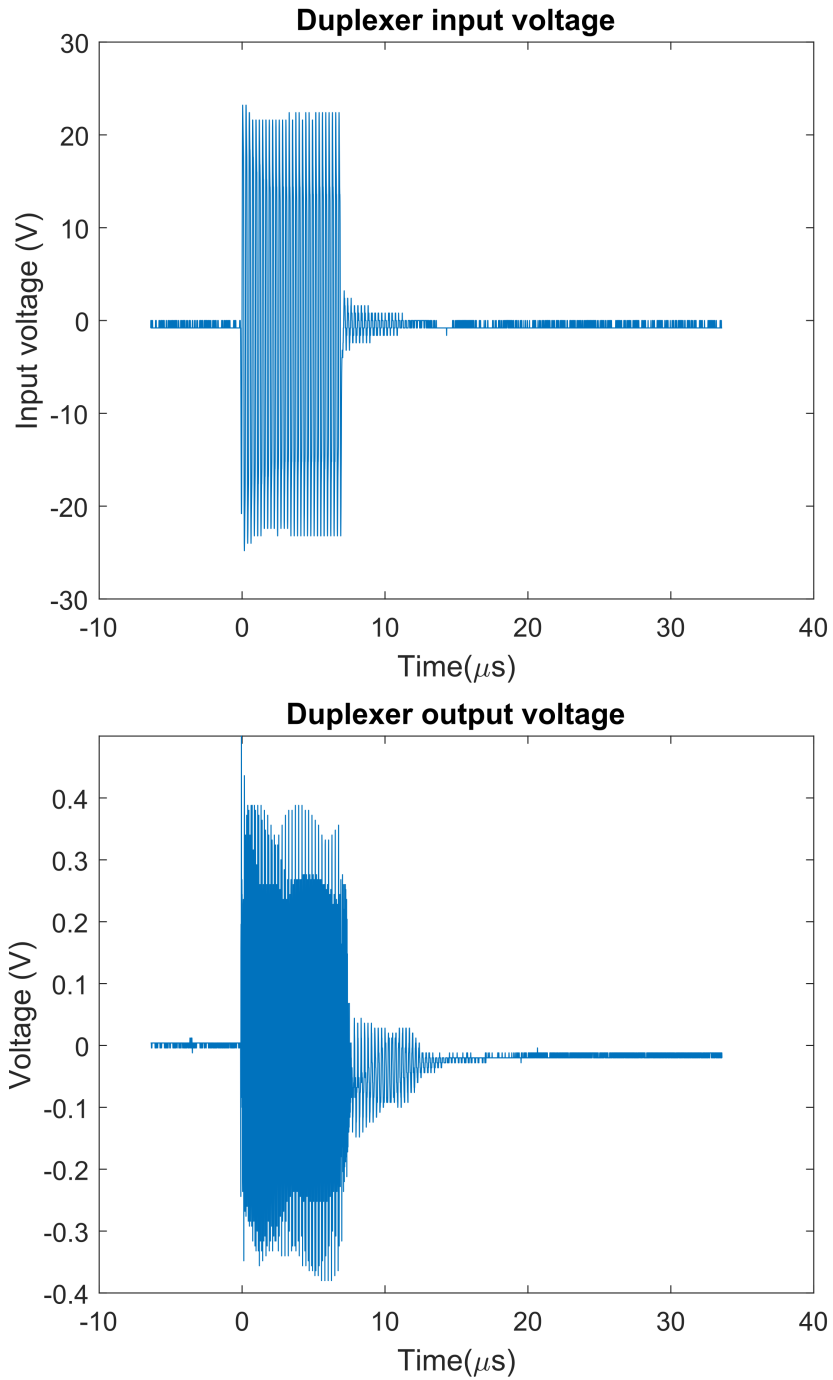 Duplexer input voltage
30
20
10
0
-10
-20
-30
Input voltage (V)
-10 0 10 20 30 40
Time(μs)
Duplexer output voltage
0.4
0.3
0.2
0.1
0
-0.1
-0.2
-0.3
-0.4
Voltage (V)
-10 0 10 20 30 40
Time(μs)